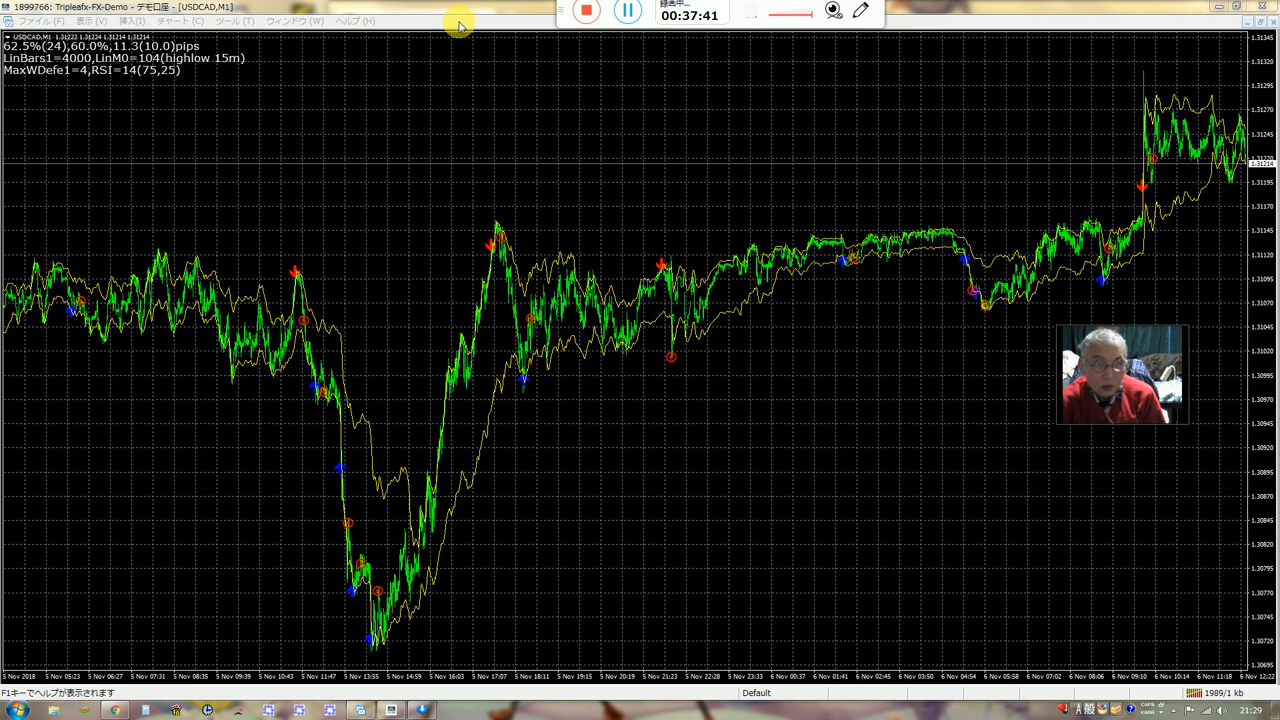 1899766: Tripleafx-FX-Demo - デモ口座 - [USDCAD,M1]
ファイル (F) 表示 (V) 挿入(I) チャート (C) ツール (T) ウィンドウ (W) ヘルプ (H)
録画中...
00:37:41
USDCAD,M1 1.31222 1.31224 1.31214 1.31214
62.5%(24),60.0%,11.3(10.0)pips
LinBars1=4000,LinM0=104(highlow 15m)
MaxWDefe1=4,RSI=14(75,25)
1.31345
1.31320
1.31295
1.31270
1.31245
1.31220
1.31214
1.31195
1.31170
1.31145
1.31120
1.31095
1.31070
1.31045
1.31020
1.30995
1.30970
1.30945
1.30920
1.30895
1.30870
1.30845
1.30820
1.30795
1.30770
1.30745
1.30720
1.30695
5 Nov 2018 5 Nov 05:23 5 Nov 06:27 5 Nov 07:31 5 Nov 08:35 5 Nov 09:39 5 Nov 10:43 5 Nov 11:47 5 Nov 13:55 5 Nov 14:59 5 Nov 16:03 5 Nov 17:07 5 Nov 18:11 5 Nov 19:15 5 Nov 20:19 5 Nov 21:23 5 Nov 23:33 6 Nov 00:37 6 Nov 01:41 6 Nov 02:45 6 Nov 03:50 6 Nov 04:54 6 Nov 05:58 6 Nov 08:06 6 Nov 09:10 6 Nov 10:14 6 Nov 11:18 6 Nov 12:22
F1キーでヘルプが表示されます Default 1989/1 kb
A 般 CAPS KANA 21:29